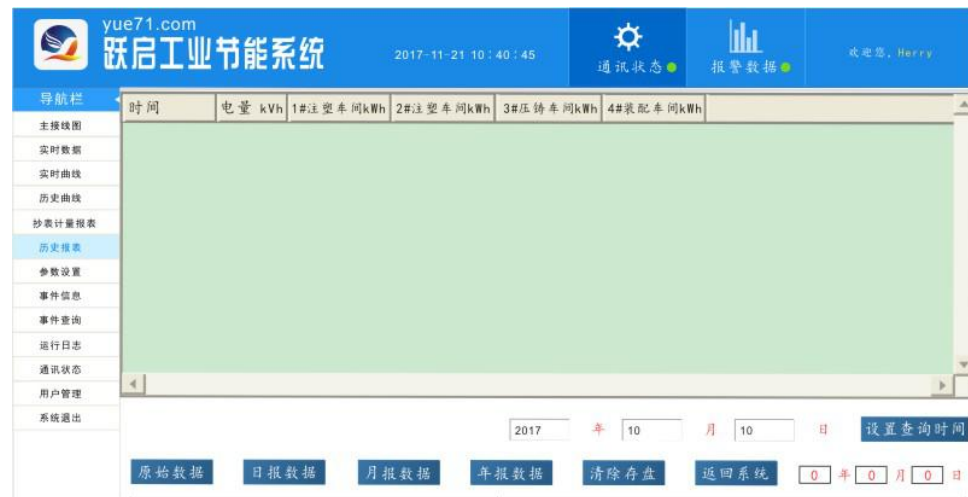 yue71.com
跃启工业节能系统
2017-11-21 10:40:45
通讯状态
报警数据
欢迎您, Herry
导航栏
主接线图
实时数据
实时曲线
历史曲线
抄表计量报表
历史报表
参数设置
事件信息
事件查询
运行日志
通讯状态
用户管理
系统退出
时间 电量 kVh 1#注塑车间kWh 2#注塑车间kWh 3#压铸车间kWh 4#装配车间kWh
2017 年 10 月 10 日 设置查询时间
原始数据 日报数据 月报数据 年报数据 清除存盘 返回系统 0 年 0 月 0 日